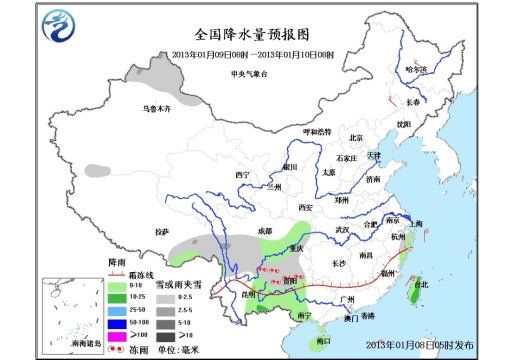 全国降水量预报图
2013年01月09日08时 —2013年01月10日08时
中央气象台
哈尔滨
长春
沈阳
乌鲁木齐
呼和浩特
北京
天津
石家庄
银川
太原
济南
西宁
兰州
郑州
西安
拉萨
成都
重庆
武汉
合肥
南京
上海
杭州
长沙
南昌
贵阳
福州
昆明
台北
广州
南宁
澳门
香港
海口
南海诸岛
降雨
霜冻线
雪或雨夹雪
0-10
0-2.5
10-25
2.5-5
25-50
5-10
50-100
≥10
≥100
冻雨
单位:毫米
2013年01月08日05时发布